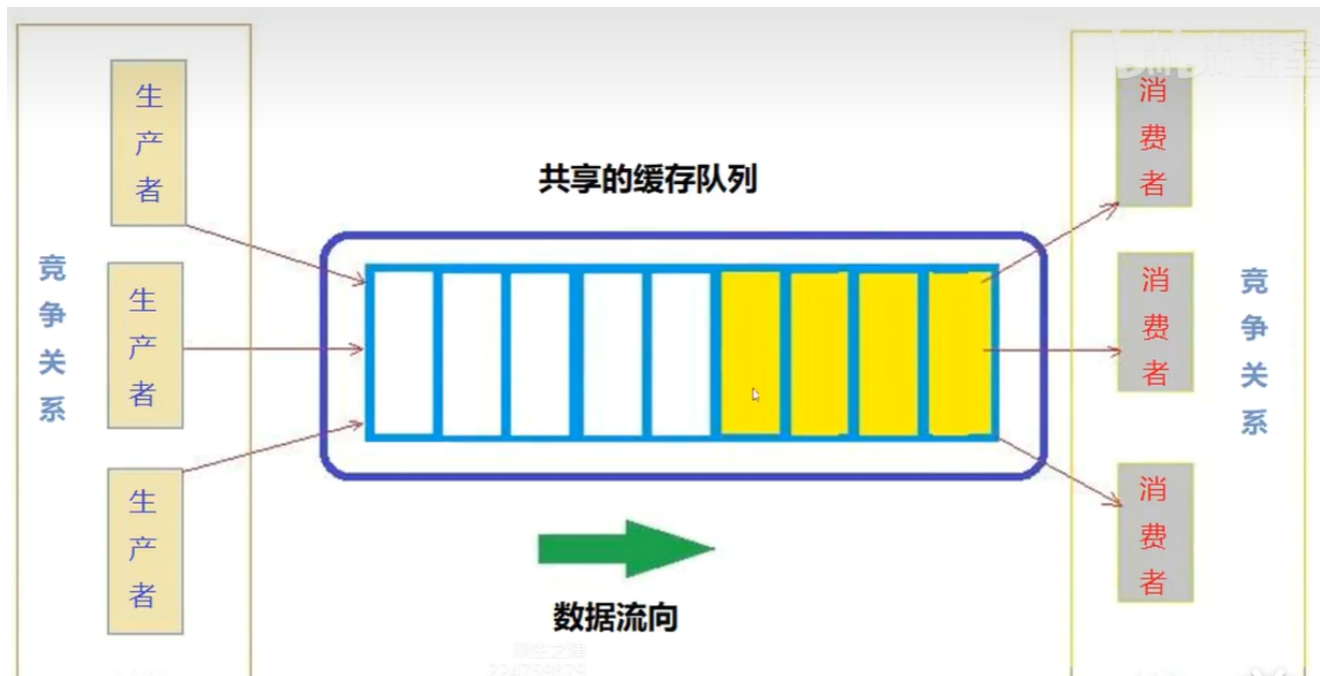 生产者
消费者
共享的缓存队列
竞争关系
生产者
消费者
竞争关系
生产者
消费者
数据流向